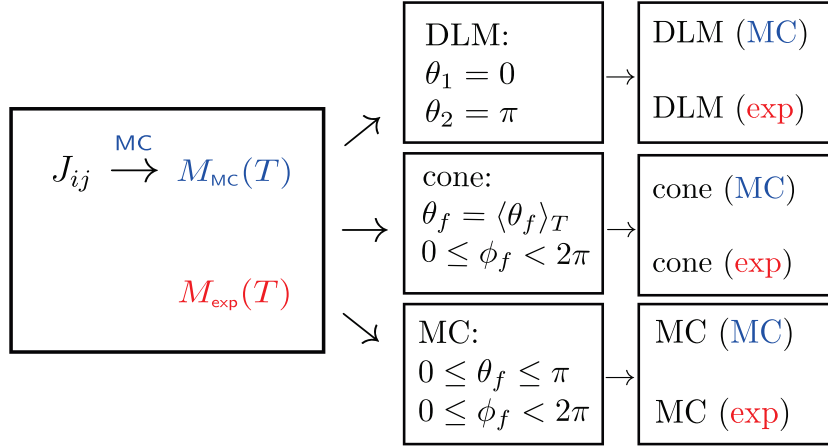 MC
J_{ij} ⟶ M_{MC}(T)
M_{exp}(T)
DLM:
θ_1 = 0
θ_2 = π
cone:
θ_f = ⟨θ_f⟩_T
0 ≤ ϕ_f < 2π
MC:
0 ≤ θ_f ≤ π
0 ≤ ϕ_f < 2π
DLM (MC)
DLM (exp)
cone (MC)
cone (exp)
MC (MC)
MC (exp)